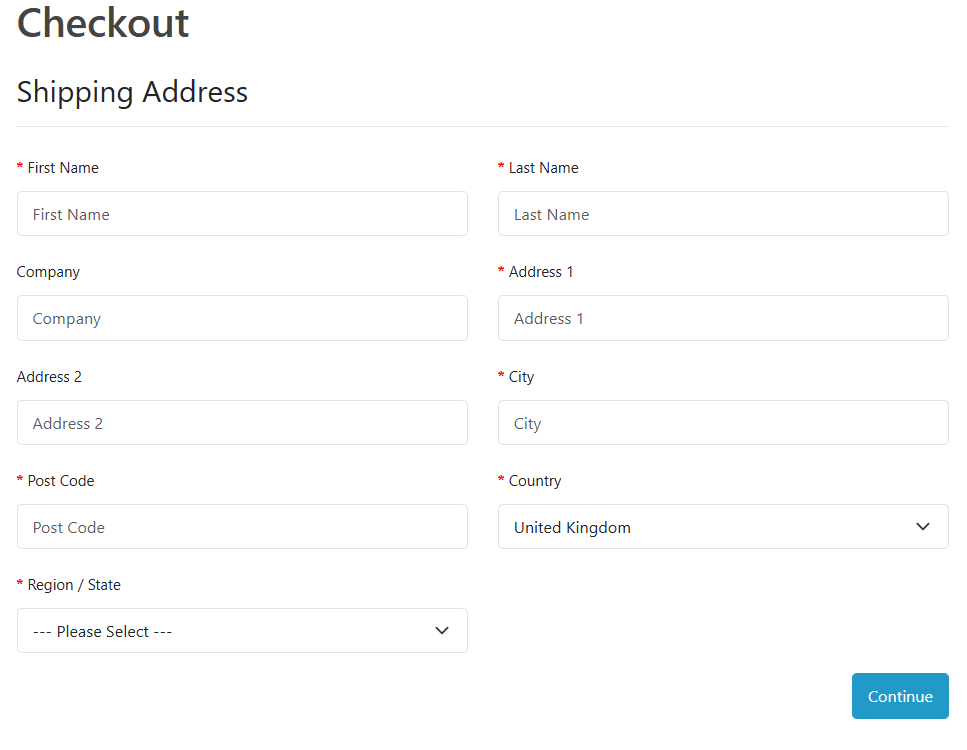 Checkout
Shipping Address
* First Name
* Last Name
First Name
Last Name
Company
* Address 1
Company
Address 1
Address 2
* City
Address 2
City
* Post Code
* Country
Post Code
United Kingdom
* Region / State
--- Please Select ---
Continue